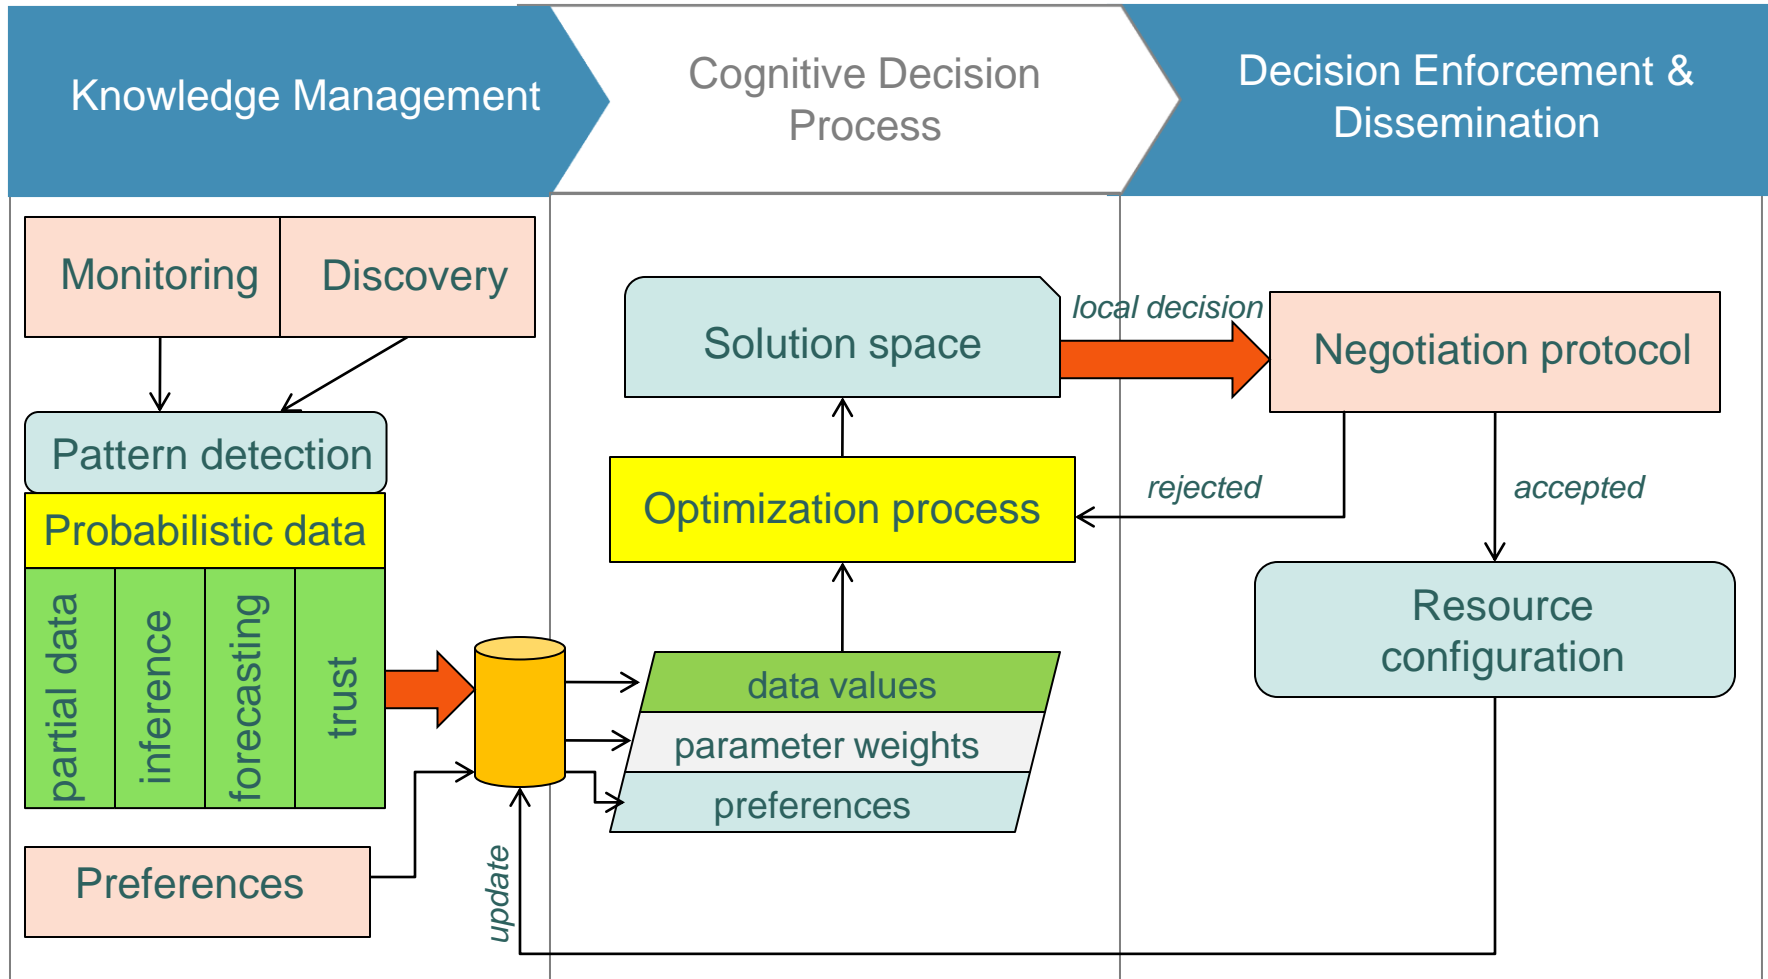 Knowledge Management
Cognitive Decision
Process
Decision Enforcement &
Dissemination
Monitoring
Discovery
Pattern detection
Probabilistic data
partial data
inference
forecasting
trust
Preferences
update
Solution space
Optimization process
data values
parameter weights
preferences
local decision
Negotiation protocol
rejected
accepted
Resource
configuration